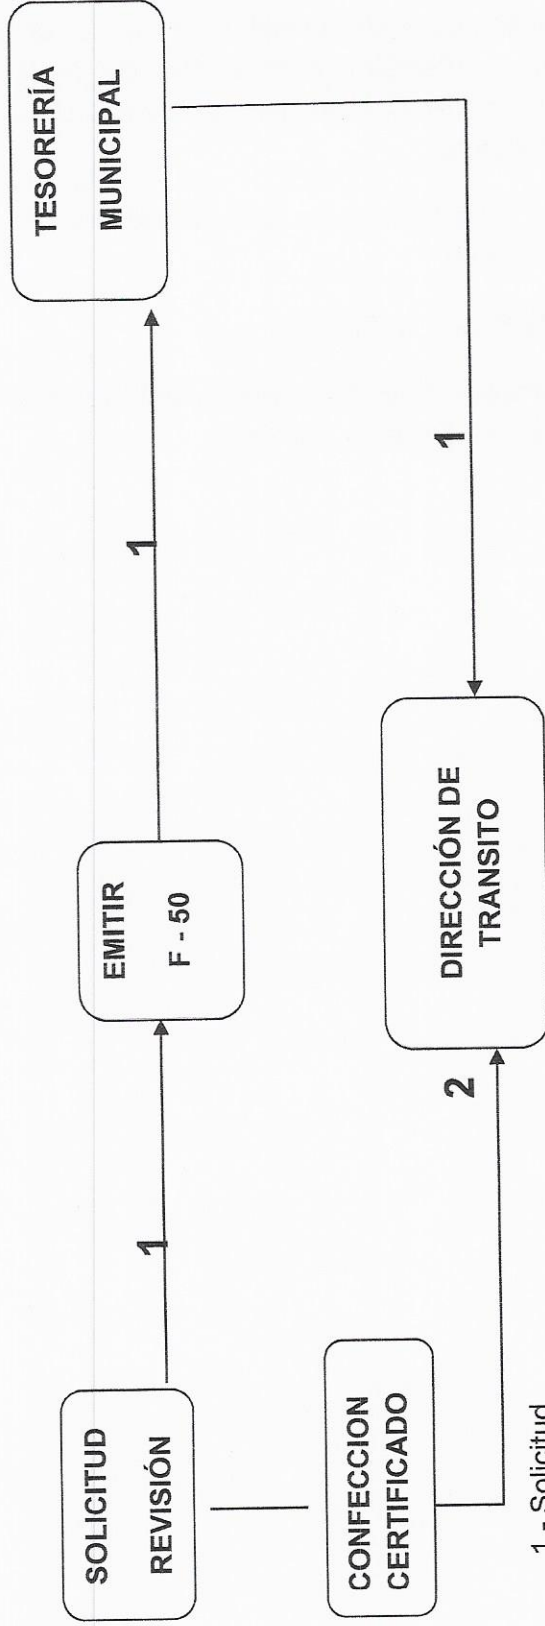 SOLICITUD
REVISIÓN
1
EMITIR
F - 50
1
TESORERÍA
MUNICIPAL
1
CONFECCION
CERTIFICADO
2
DIRECCIÓN DE
TRANSITO
1.- Solicitud